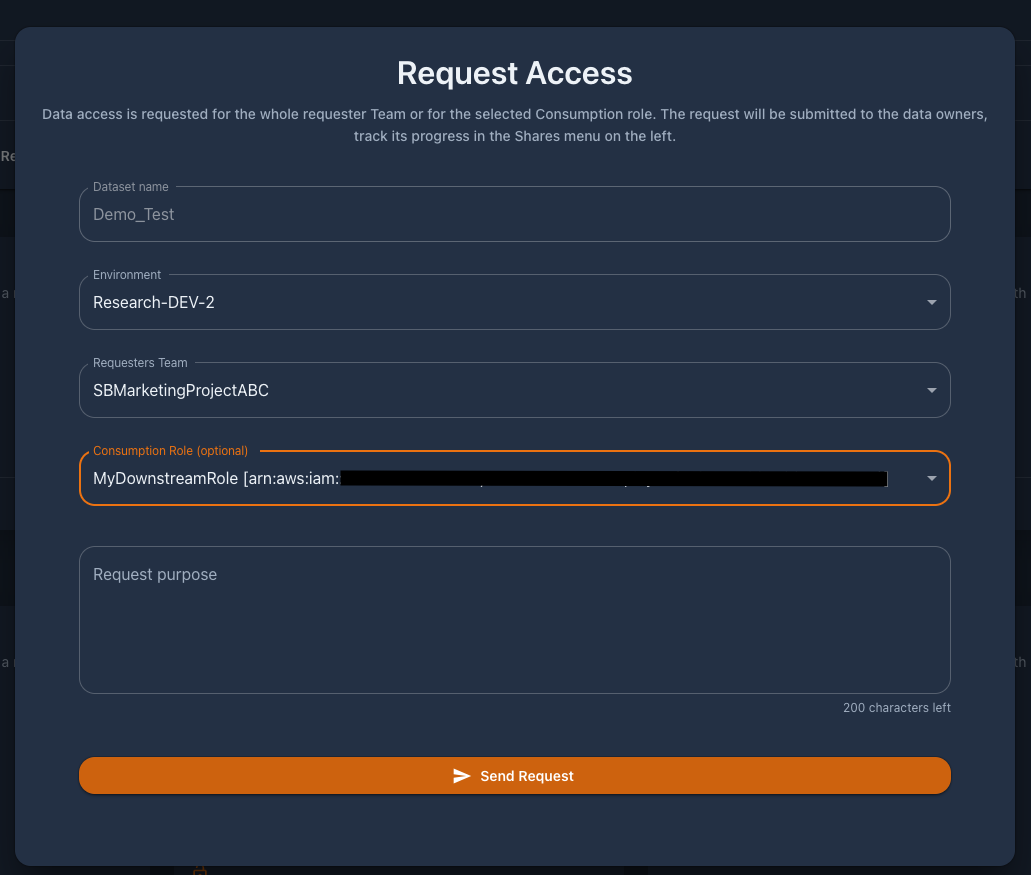 Request Access
Data access is requested for the whole requester Team or for the selected Consumption role. The request will be submitted to the data owners,
track its progress in the Shares menu on the left.
Re
Dataset name
Demo_Test
Environment
a
th
Research-DEV-2
Requesters Team
SBMarketingProjectABC
Consumption Role (optional)
MyDownstreamRole [arn:aws:iam:
Request purpose
a
th
200 characters left
Send Request